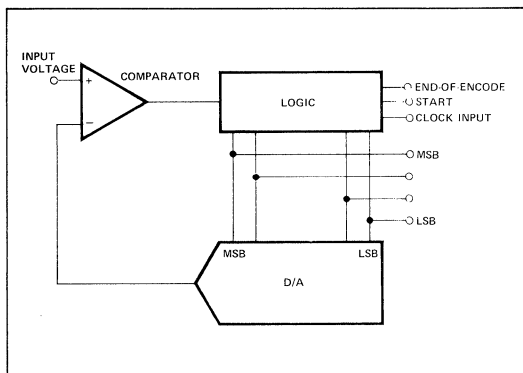 INPUT
VOLTAGE
+
−
COMPARATOR
LOGIC
END-OF-ENCODE
START
CLOCK INPUT
MSB
LSB
MSB
LSB
D/A